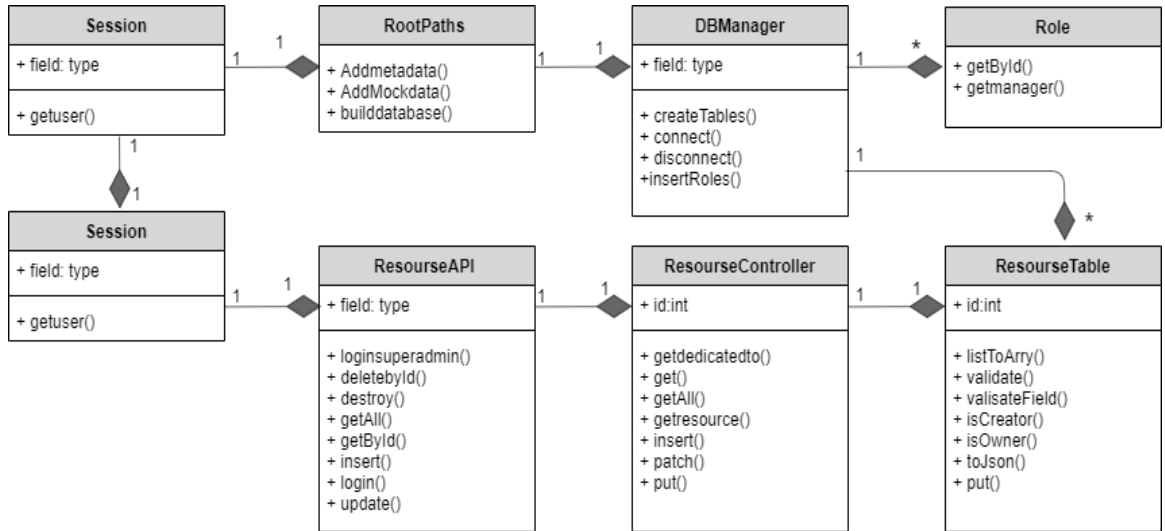 Session
+ field: type
+ getuser()
1
1
RootPaths
+ Addmetadata()
+ AddMockdata()
+ builddatabase()
1
1
DBManager
+ field: type
+ createTables()
+ connect()
+ disconnect()
+insertRoles()
1
*
Role
+ getById()
+ getmanager()
1
*
1
1
Session
+ field: type
+ getuser()
1
1
ResourseAPI
+ field: type
+ loginsuperadmin()
+ deletebyId()
+ destroy()
+ getAll()
+ getById()
+ insert()
+ login()
+ update()
1
1
ResourseController
+ id:int
+ getdedicatedto()
+ get()
+ getAll()
+ getresource()
+ insert()
+ patch()
+ put()
1
1
ResourseTable
+ id:int
+ listToArry()
+ validate()
+ valisateField()
+ isCreator()
+ isOwner()
+ toJson()
+ put()